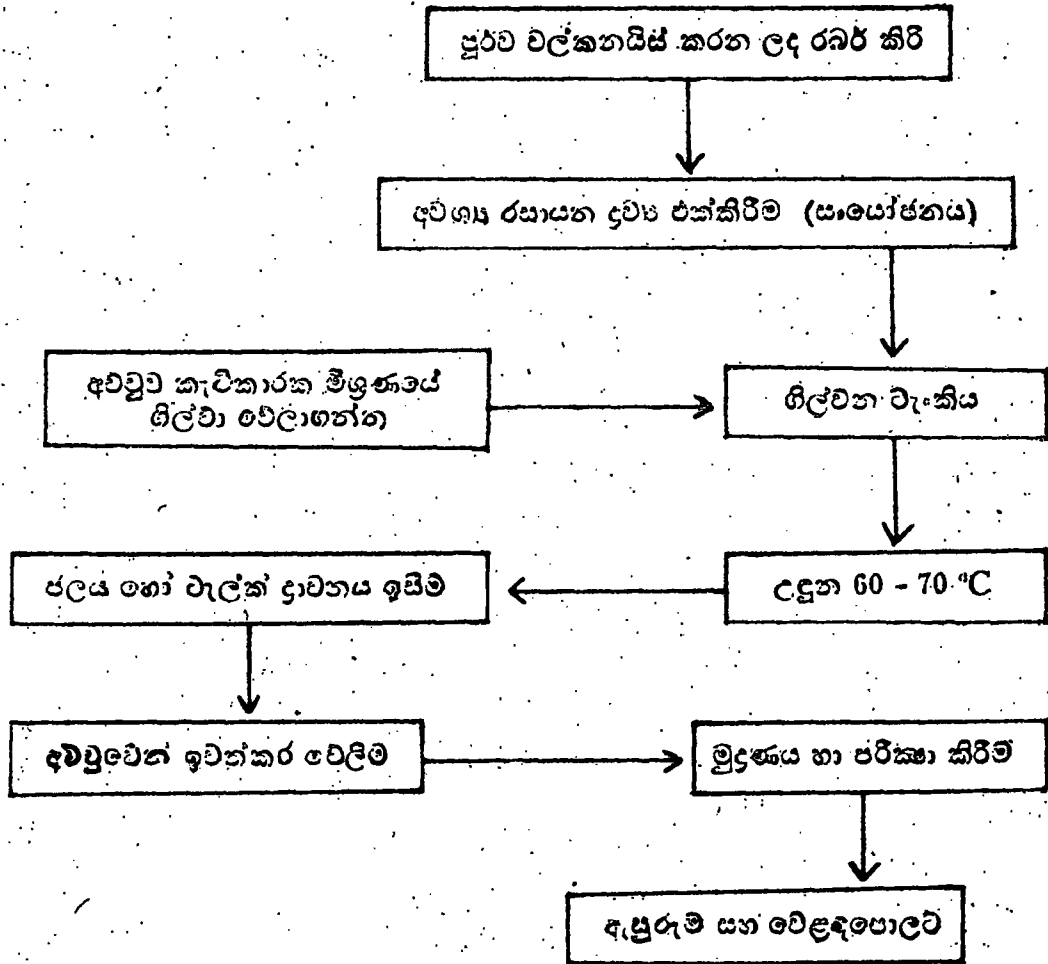 පූර්ව වල්කනයිස් කරන ලද රබර් කිරි
අවශ්‍ය රසායන ද්‍රව්‍ය එක්කිරීම (සංයෝජනය)
අච්චුව කැටිකාරක මිශ්‍රණයේ
ගිල්වා වේලාගන්න
ගිල්වන ටැංකිය
ජලය හෝ ටැල්ක් ද්‍රාවනය ඉසීම
උඳුන 60 - 70 °C
අච්චුවෙන් ඉවත්කර වේලීම
මුද්‍රණය හා පරීක්ෂා කිරීම්
ඇසුරුම් සහ වෙළඳපොලට